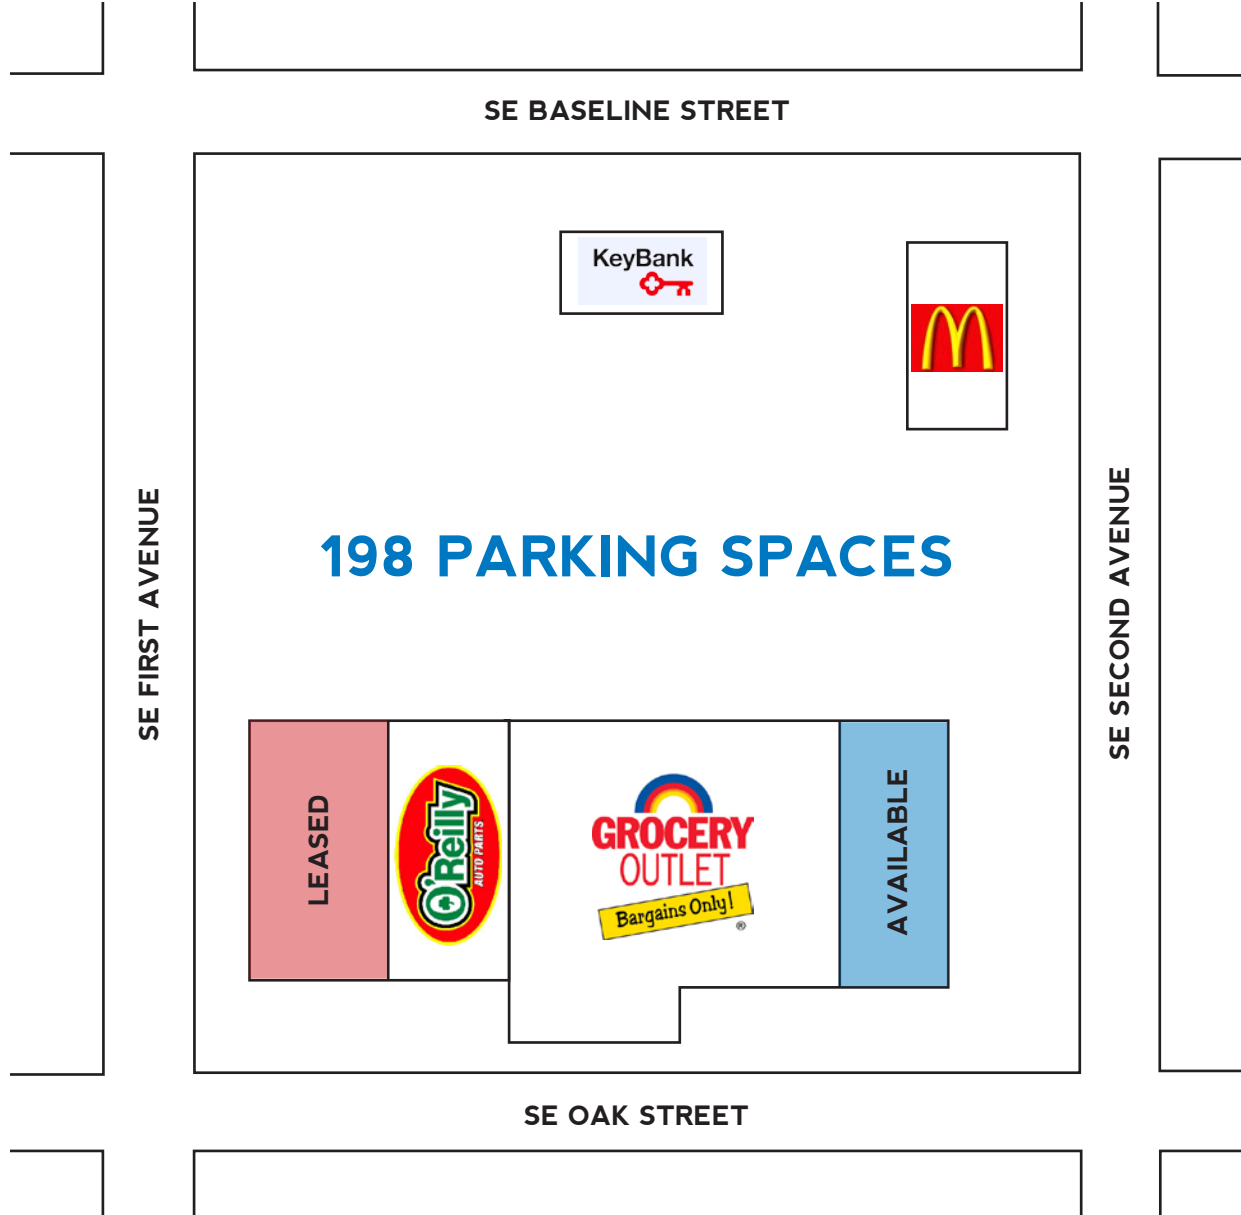 SE BASELINE STREET
KeyBank
SE FIRST AVENUE
198 PARKING SPACES
SE SECOND AVENUE
LEASED
O'Reilly
AUTO PARTS
GROCERY
OUTLET
Bargains Only!
®
AVAILABLE
SE OAK STREET